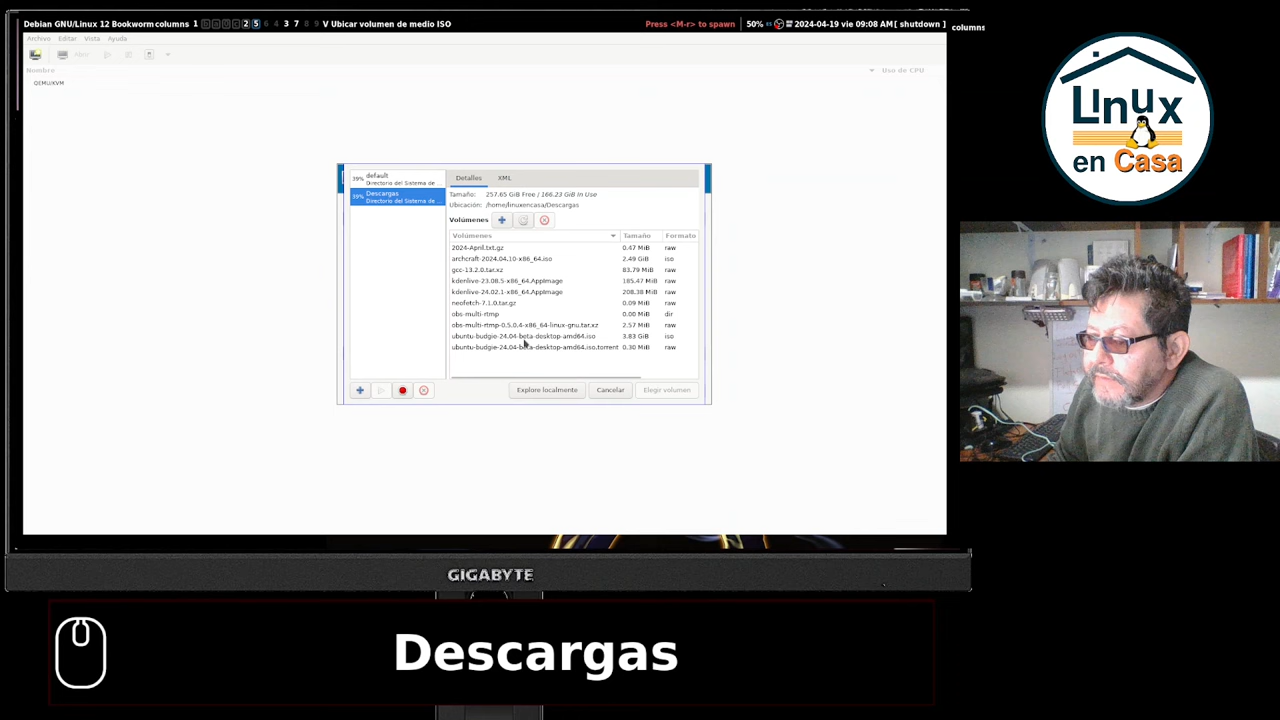 Debian GNU/Linux 12 Bookworm columns 1 2 5 6 4 3 7 8 9 V Ubicar volumen de medio ISO
Press <M-r> to spawn
50% ES 2024-04-19 vie 09:08 AM [ shutdown ]
columns
Archivo Editar Vista Ayuda
Abrir
Nombre
Uso de CPU
QEMU/KVM
39% default
Directorio del Sistema de ...
39% Descargas
Directorio del Sistema de ...
Detalles XML
Tamaño: 257.65 GiB Free / 166.23 GiB In Use
Ubicación: /home/linuxencasa/Descargas
Volúmenes
Volúmenes Tamaño Formato
2024-April.txt.gz 0.47 MiB raw
archcraft-2024.04.10-x86_64.iso 2.49 GiB iso
gcc-13.2.0.tar.xz 83.79 MiB raw
kdenlive-23.08.5-x86_64.AppImage 185.47 MiB raw
kdenlive-24.02.1-x86_64.AppImage 208.38 MiB raw
neofetch-7.1.0.tar.gz 0.09 MiB raw
obs-multi-rtmp 0.00 MiB dir
obs-multi-rtmp-0.5.0.4-x86_64-linux-gnu.tar.xz 2.57 MiB raw
ubuntu-budgie-24.04-beta-desktop-amd64.iso 3.83 GiB iso
ubuntu-budgie-24.04-beta-desktop-amd64.iso.torrent 0.30 MiB raw
Explore localmente Cancelar Elegir volumen
Linux
en Casa
GIGABYTE
Descargas